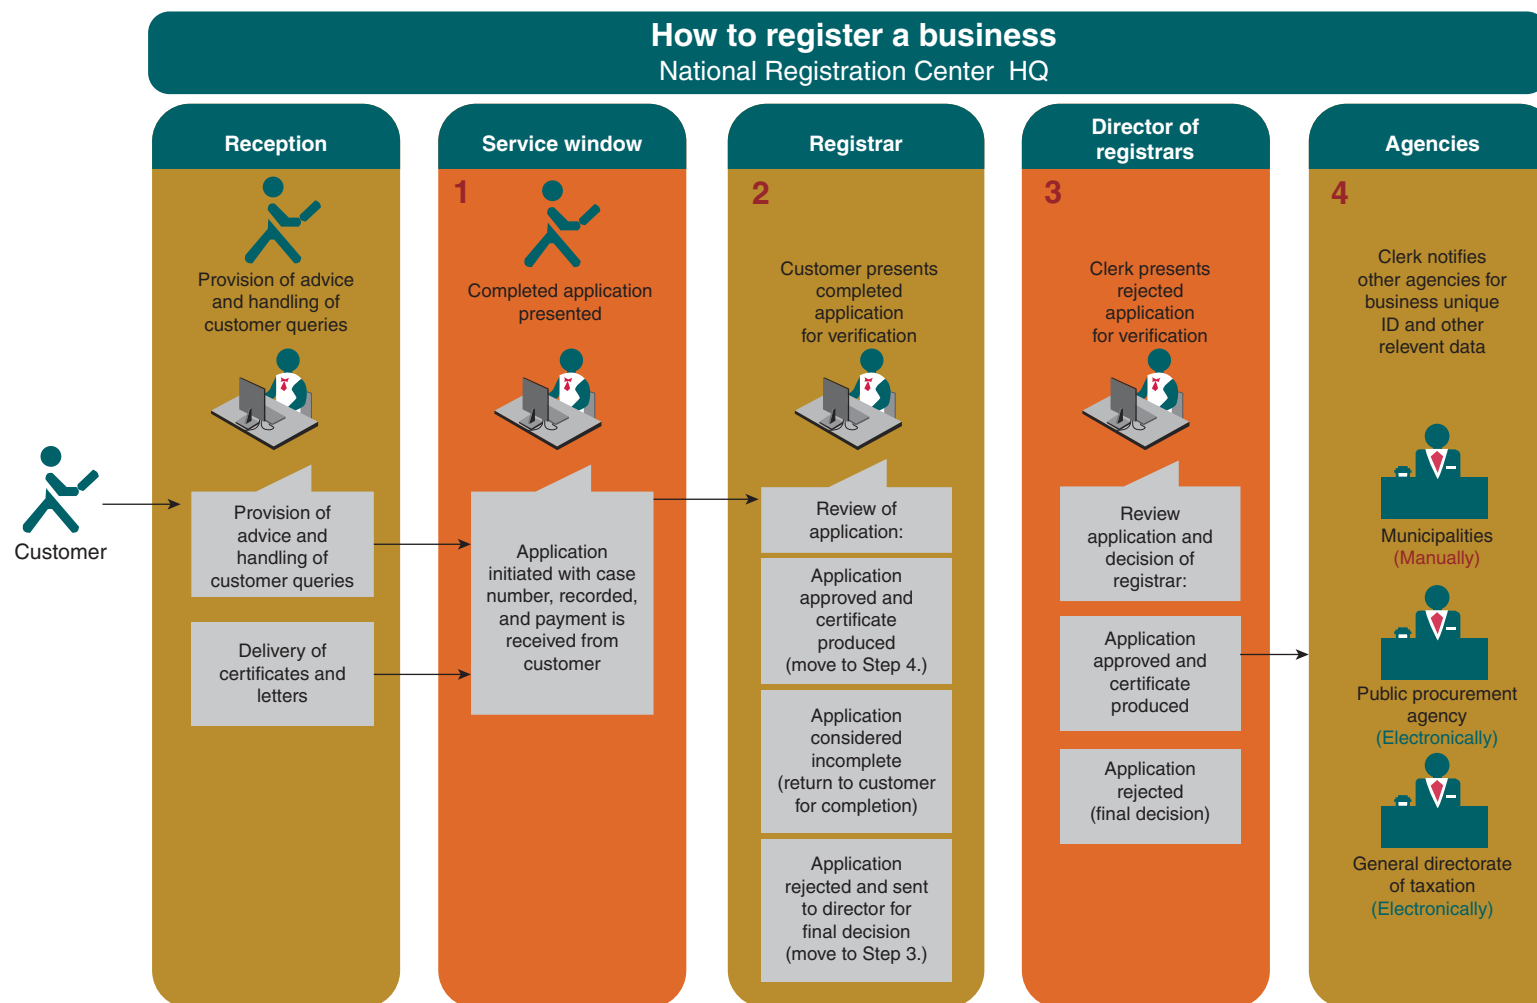 How to register a business
National Registration Center HQ
Reception
Provision of advice
and handling of
customer queries
Customer
Provision of
advice and
handling of
customer queries
Delivery of
certificates and
letters
Service window
1
Completed application
presented
Application
initiated with case
number, recorded,
and payment is
received from
customer
Registrar
2
Customer presents
completed
application
for verification
Review of
application:
Application
approved and
certificate
produced
(move to Step 4.)
Application
considered
incomplete
(return to customer
for completion)
Application
rejected and sent
to director for
final decision
(move to Step 3.)
Director of
registrars
3
Clerk presents
rejected
application
for verification
Review
application and
decision of
registrar:
Application
approved and
certificate
produced
Application
rejected
(final decision)
Agencies
4
Clerk notifies
other agencies for
business unique
ID and other
relevent data
Municipalities
(Manually)
Public procurement
agency
(Electronically)
General directorate
of taxation
(Electronically)